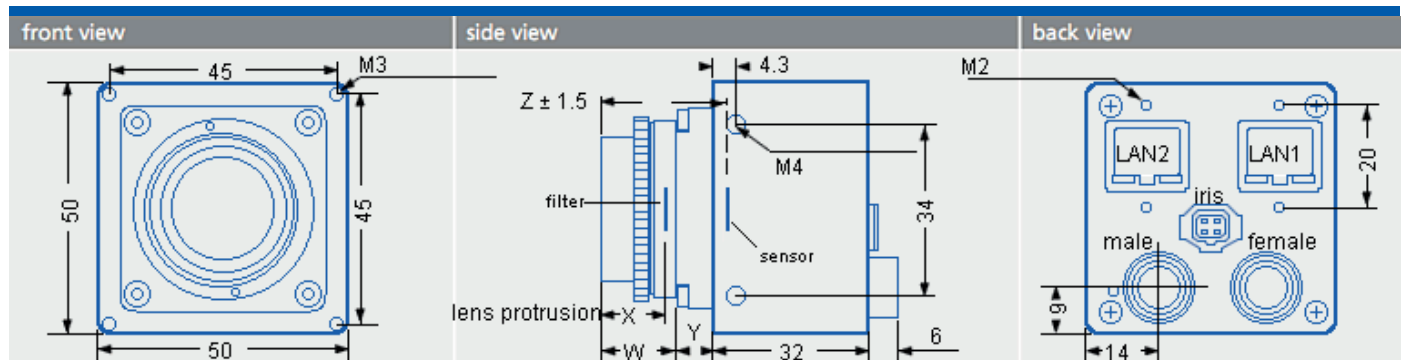 front view
side view
back view
45
M3
50
45
50
4.3
Z ± 1.5
M4
filter
34
sensor
lens protrusion
X
Y
W
32
6
M2
LAN2
LAN1
20
iris
male
female
9
14